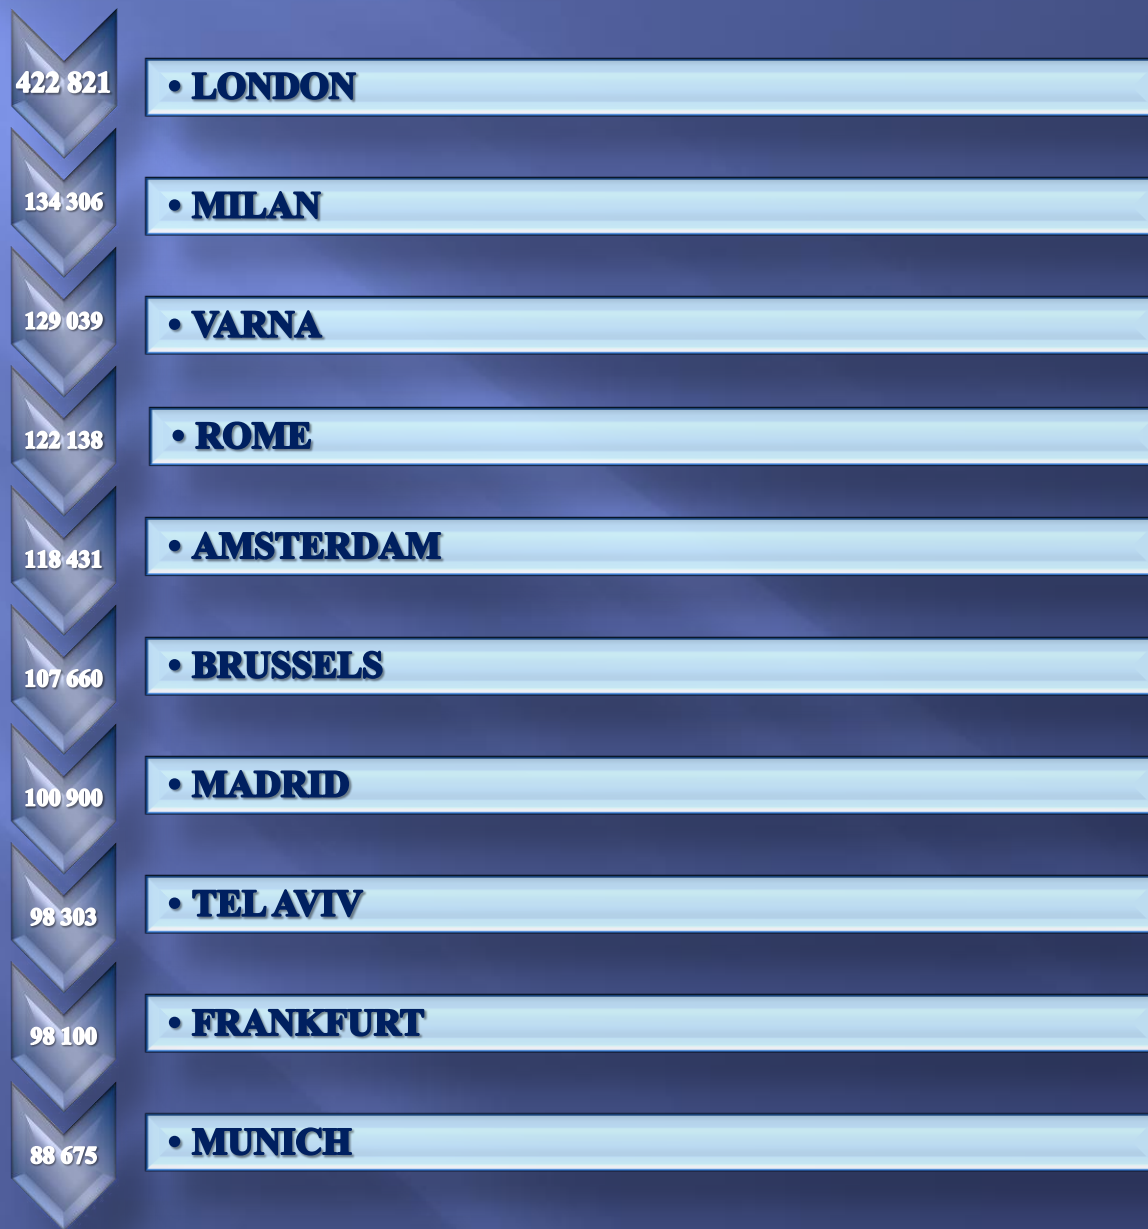 422 821
• LONDON
134 306
• MILAN
129 039
• VARNA
122 138
• ROME
118 431
• AMSTERDAM
107 660
• BRUSSELS
100 900
• MADRID
98 303
• TEL AVIV
98 100
• FRANKFURT
88 675
• MUNICH